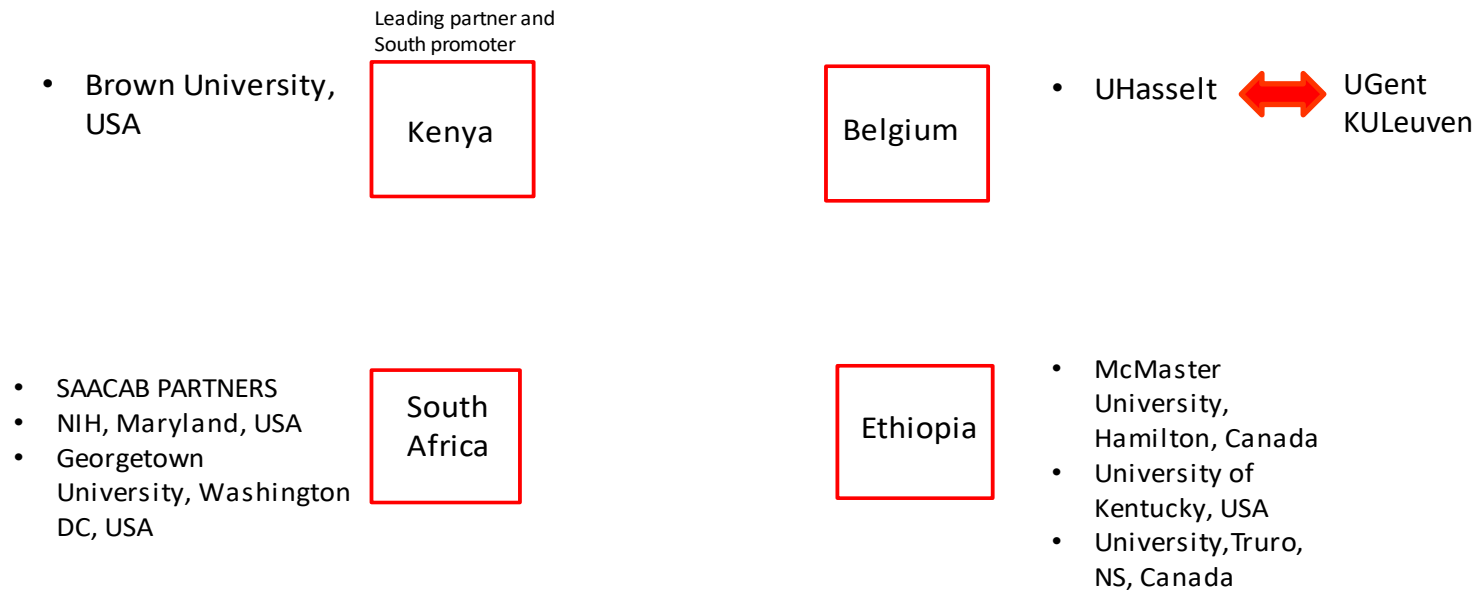 Leading partner and
South promoter
• Brown University,
USA
Kenya
Belgium
• UHasselt
UGent
KULeuven
• SAACAB PARTNERS
• NIH, Maryland, USA
• Georgetown
University, Washington
DC, USA
South
Africa
Ethiopia
• McMaster
University,
Hamilton, Canada
• University of
Kentucky, USA
• University,Truro,
NS, Canada